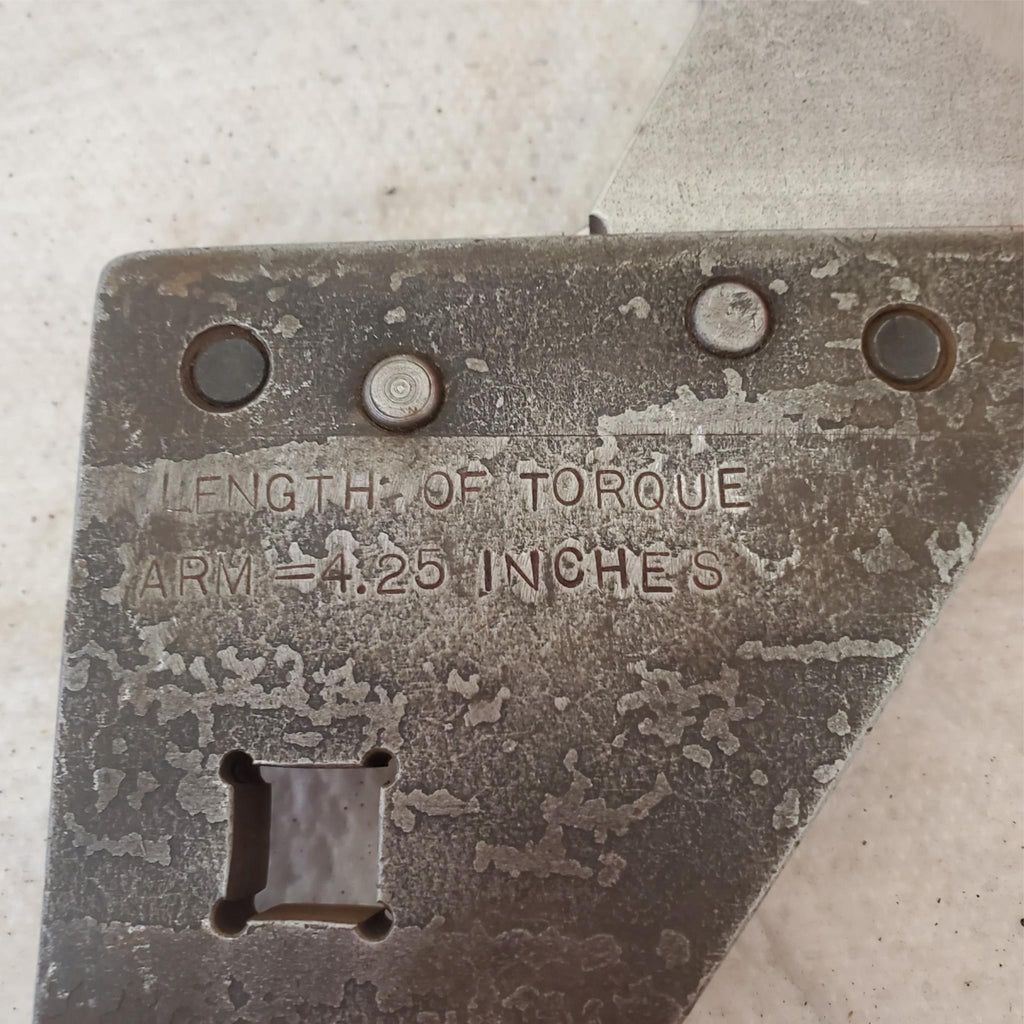 LENGTH OF TORQUE
ARM =4.25 INCHES